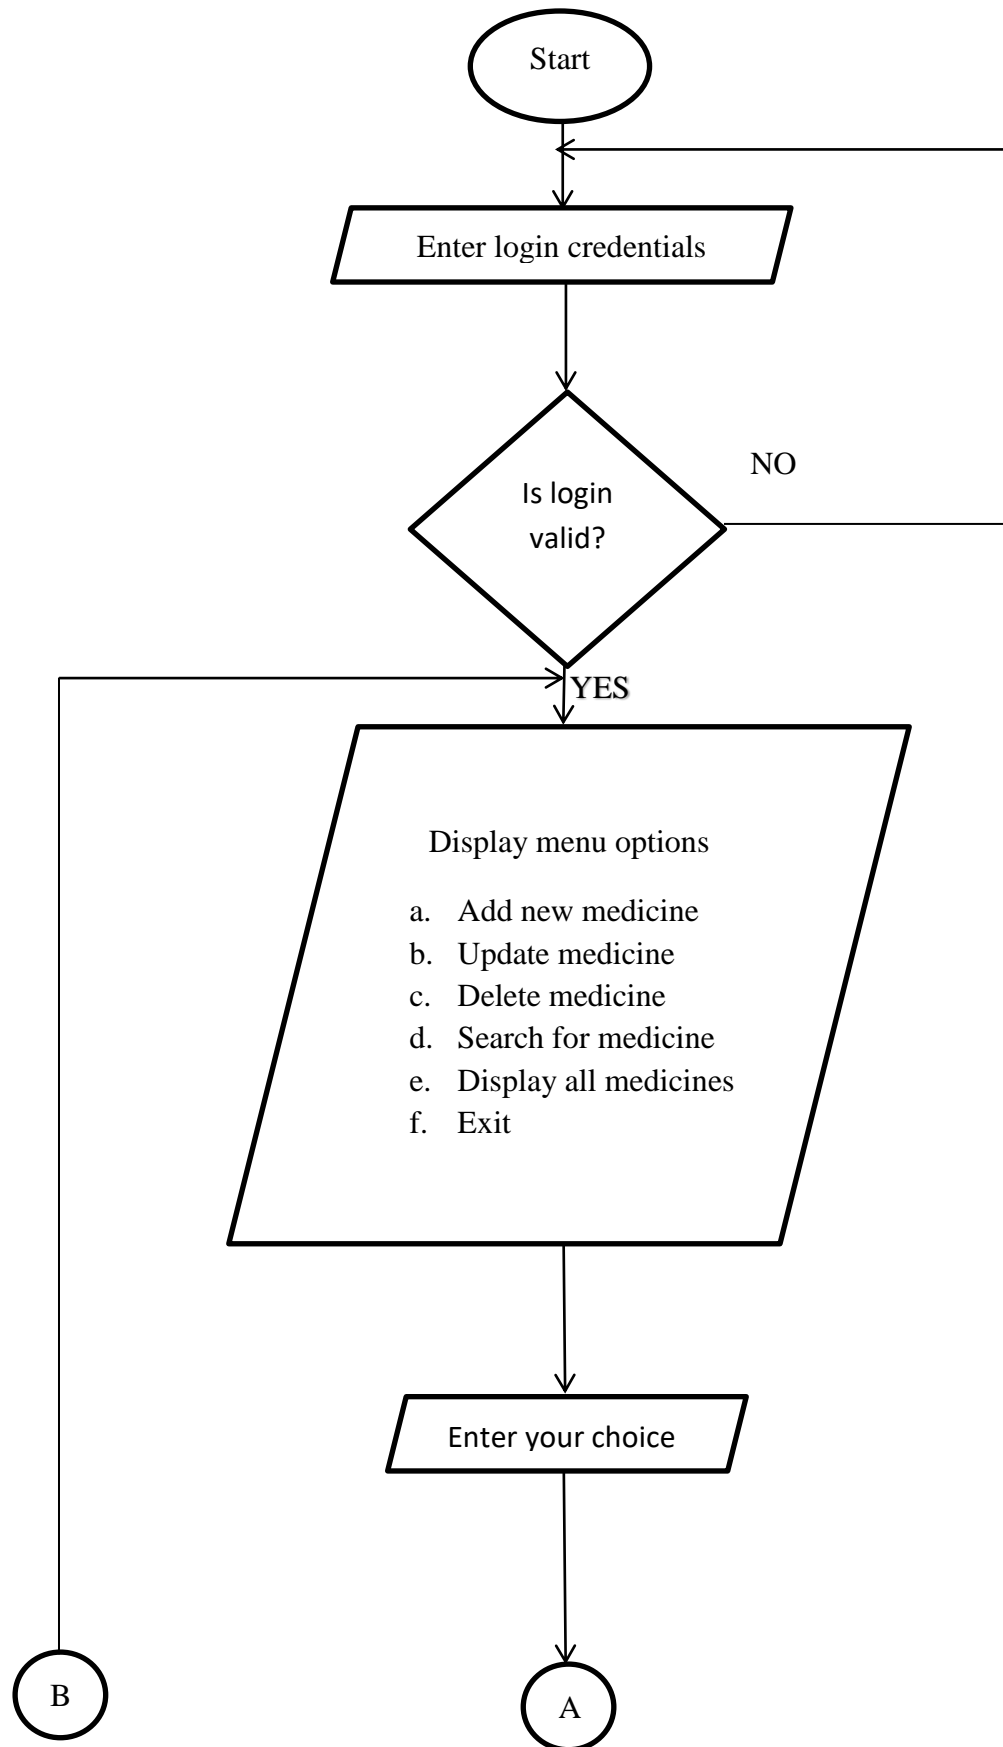 Start
Enter login credentials
Is login
valid?
NO
YES
Display menu options
a. Add new medicine
b. Update medicine
c. Delete medicine
d. Search for medicine
e. Display all medicines
f. Exit
Enter your choice
B
A